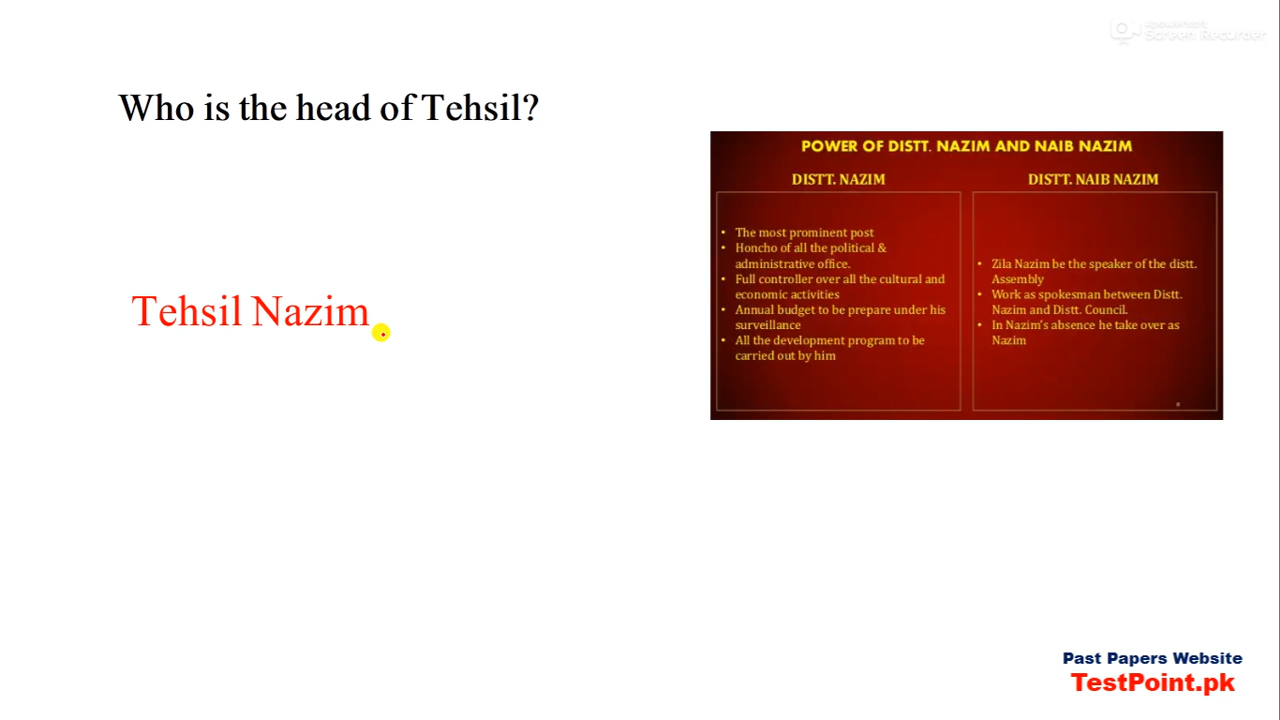 Apowersoft
Screen Recorder
Who is the head of Tehsil?
Tehsil Nazim
POWER OF DISTT. NAZIM AND NAIB NAZIM
DISTT. NAZIM
• The most prominent post
• Honcho of all the political &
administrative office.
• Full controller over all the cultural and
economic activities
• Annual budget to be prepare under his
surveillance
• All the development program to be
carried out by him
DISTT. NAIB NAZIM
• Zila Nazim be the speaker of the distt.
Assembly
• Work as spokesman between Distt.
Nazim and Distt. Council.
• In Nazim's absence he take over as
Nazim
8
Past Papers Website
TestPoint.pk